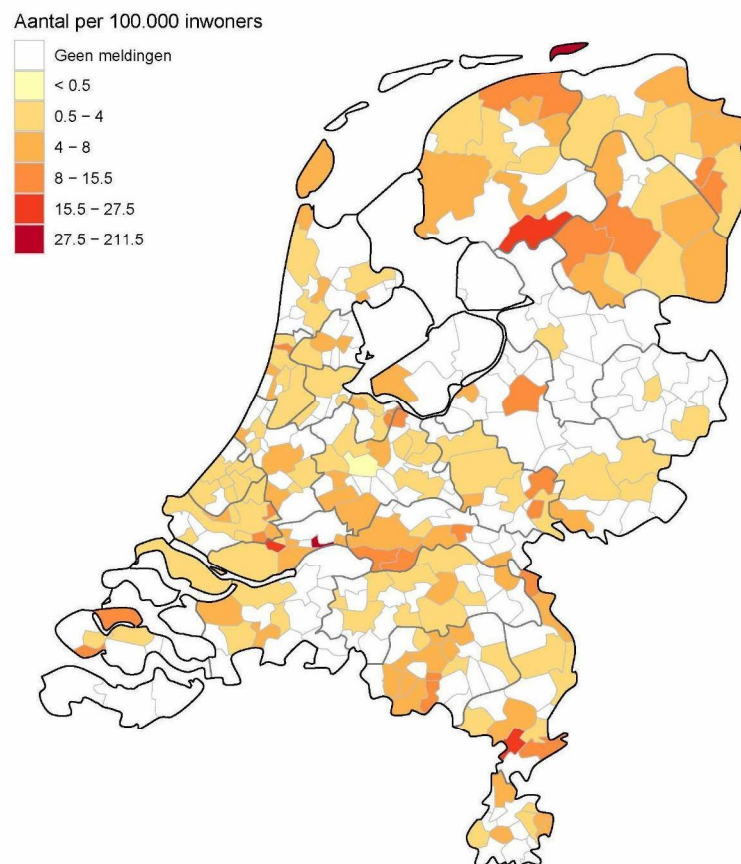 Aantal per 100.000 inwoners
Geen meldingen
< 0.5
0.5 – 4
4 – 8
8 – 15.5
15.5 – 27.5
27.5 – 211.5